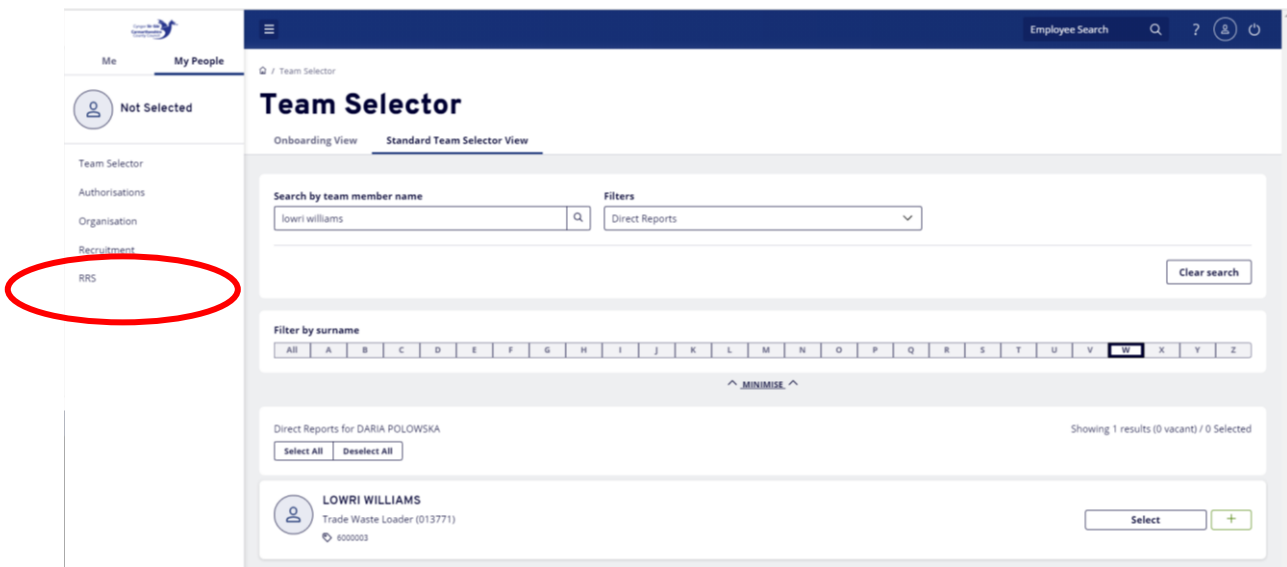 Me My People
Not Selected
Team Selector
Authorisations
Organisation
Recruitment
RRS
Employee Search ?
/ Team Selector
Team Selector
Onboarding View Standard Team Selector View
Search by team member name Filters
lowri williams Direct Reports
Clear search
Filter by surname
All A B C D E F G H I J K L M N O P Q R S T U V W X Y Z
MINIMISE
Direct Reports for DARIA POLOWSKA Showing 1 results (0 vacant) / 0 Selected
Select All Deselect All
LOWRI WILLIAMS
Trade Waste Loader (013771) Select +
6000003